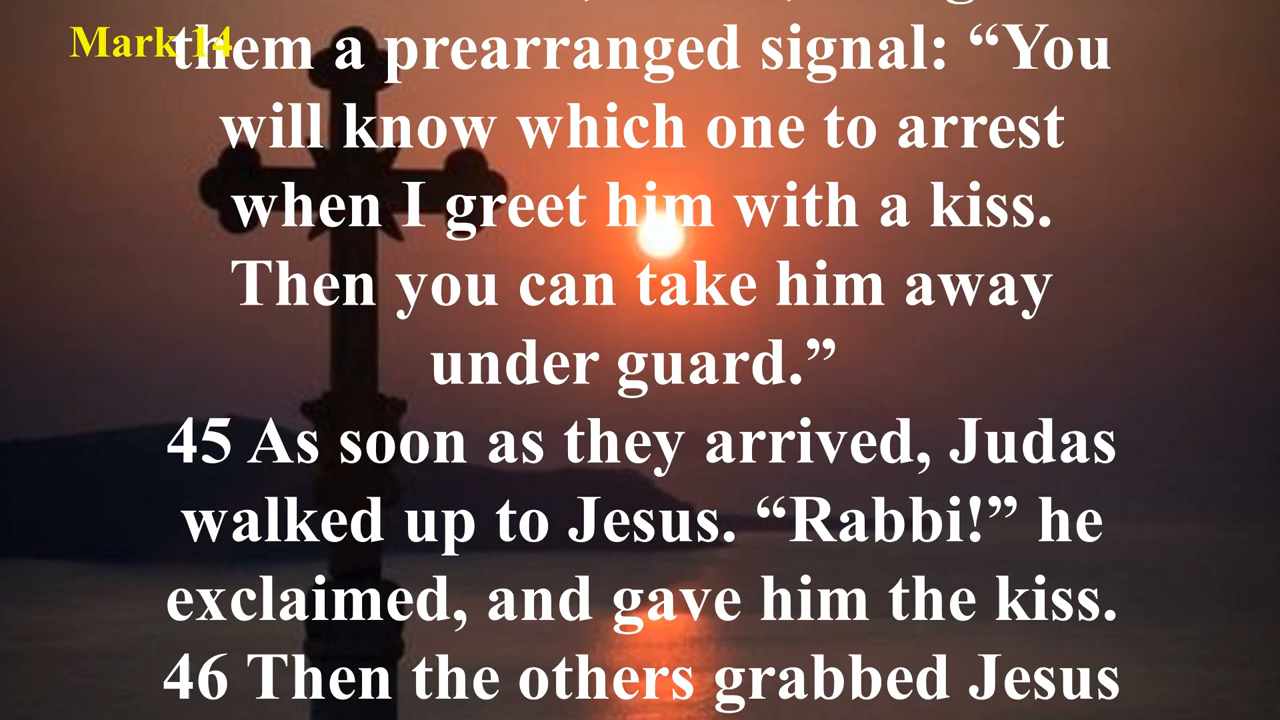 Mark 14
them a prearranged signal: “You
will know which one to arrest
when I greet him with a kiss.
Then you can take him away
under guard.”
45 As soon as they arrived, Judas
walked up to Jesus. “Rabbi!” he
exclaimed, and gave him the kiss.
46 Then the others grabbed Jesus